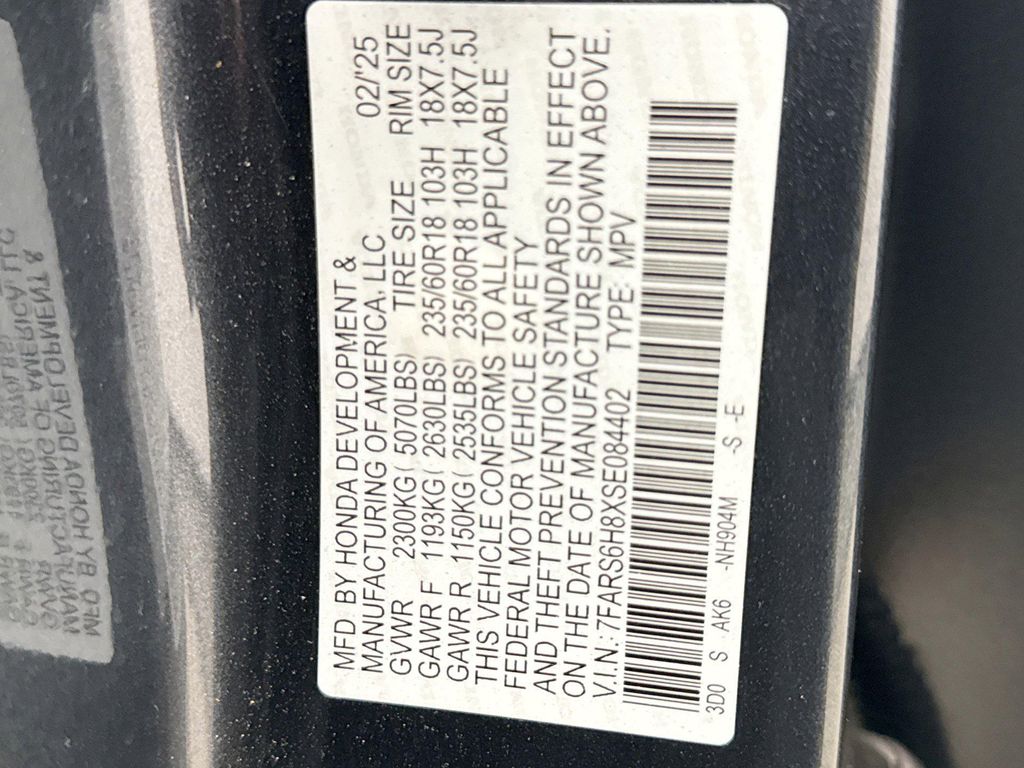 MFD. BY HONDA DEVELOPMENT & 02/'25
MANUFACTURING OF AMERICA, LLC
GVWR 2300KG ( 5070LBS) TIRE SIZE RIM SIZE
GAWR F 1193KG ( 2630LBS) 235/60R18 103H 18X7.5J
GAWR R 1150KG ( 2535LBS) 235/60R18 103H 18X7.5J
THIS VEHICLE CONFORMS TO ALL APPLICABLE
FEDERAL MOTOR VEHICLE SAFETY
AND THEFT PREVENTION STANDARDS IN EFFECT
ON THE DATE OF MANUFACTURE SHOWN ABOVE.
V.I.N.: 7FARS6H8XSE084402 TYPE: MPV
3D0 S AK6 -NH904M -S -E